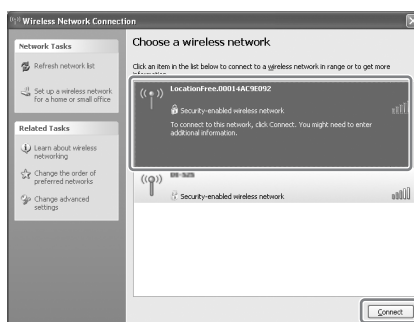 Wireless Network Connection
Network Tasks
Refresh network list
Set up a wireless network
for a home or small office
Related Tasks
Learn about wireless
networking
Change the order of
preferred networks
Change advanced
settings
Choose a wireless network
Click an item in the list below to connect to a wireless network in range or to get more
information.
LocationFree.00014AC9E092
Security-enabled wireless network
To connect to this network, click Connect. You might need to enter
additional information.
Security-enabled wireless network
Connect